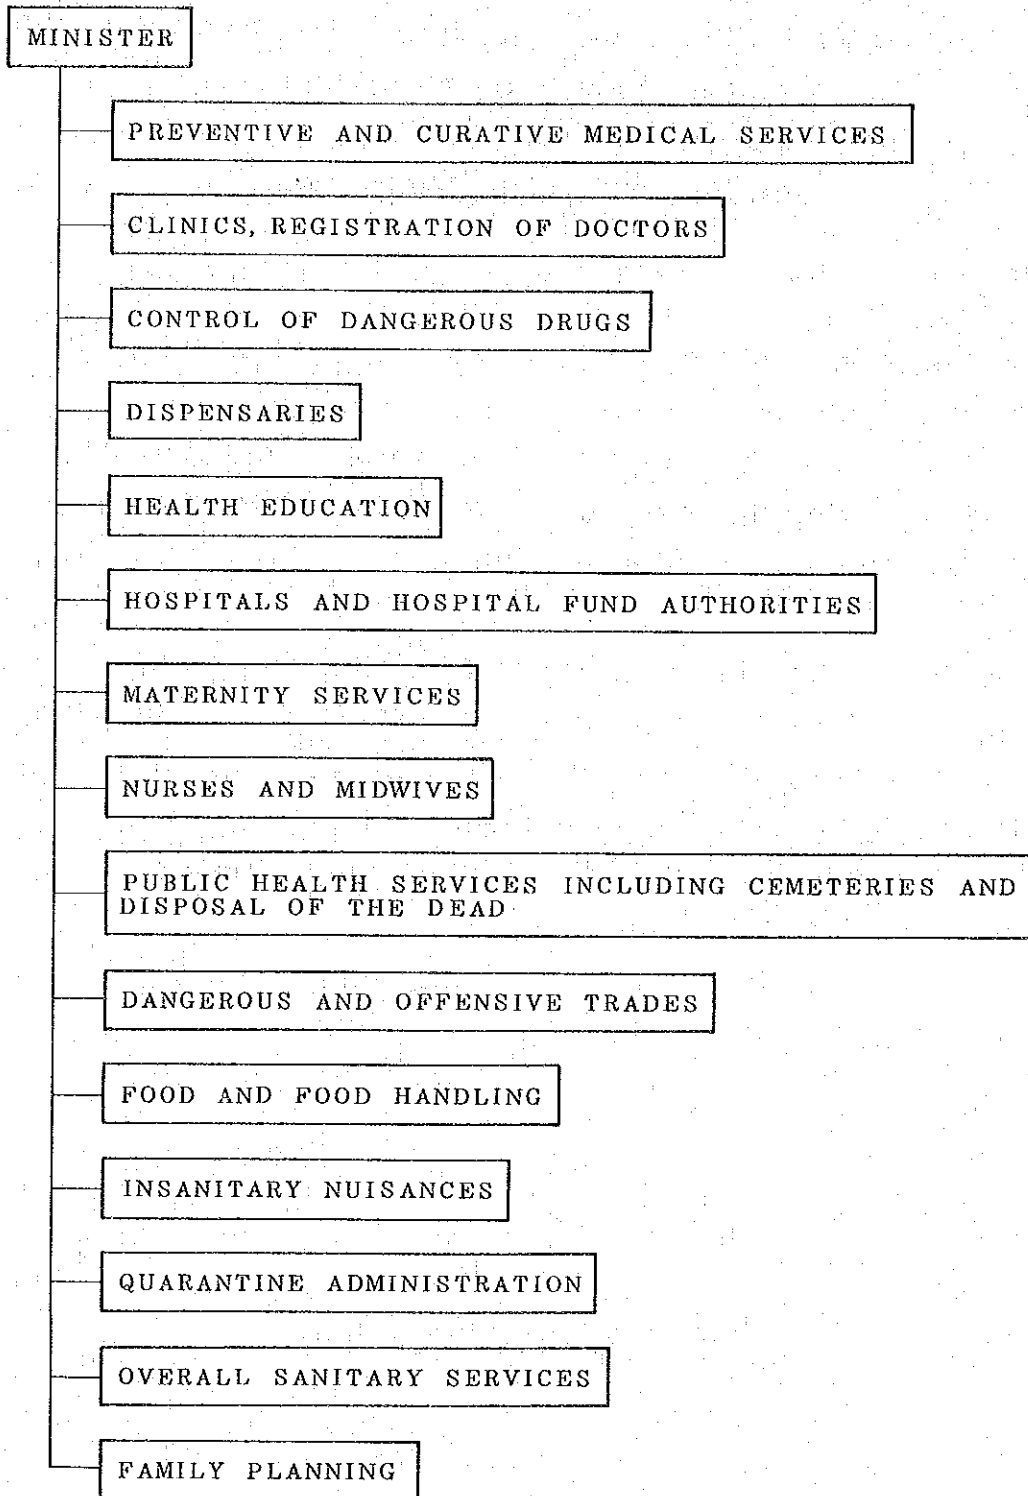 MINISTER
PREVENTIVE AND CURATIVE MEDICAL SERVICES
CLINICS, REGISTRATION OF DOCTORS
CONTROL OF DANGEROUS DRUGS
DISPENSARIES
HEALTH EDUCATION
HOSPITALS AND HOSPITAL FUND AUTHORITIES
MATERNITY SERVICES
NURSES AND MIDWIVES
PUBLIC HEALTH SERVICES INCLUDING CEMETERIES AND
DISPOSAL OF THE DEAD
DANGEROUS AND OFFENSIVE TRADES
FOOD AND FOOD HANDLING
INSANITARY NUISANCES
QUARANTINE ADMINISTRATION
OVERALL SANITARY SERVICES
FAMILY PLANNING